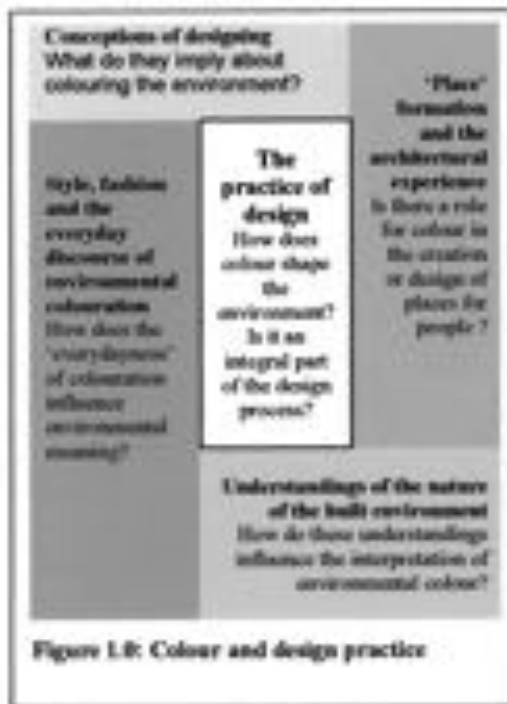 Conceptions of designing
What do they imply about
colouring the environment?
'Place'
formation
and the
architectural
experience
Is there a role
for colour in
the creation
or design of
places for
people ?
The
practice of
design
How does
colour shape
the
environment?
Is it an
integral part
of the design
process?
Style, fashion
and the
everyday
discourse of
environmental
colouration
How does the
'everydayness'
of colouration
influence
environmental
meaning?
Understandings of the nature
of the built environment
How do these understandings
influence the interpretation of
environmental colour?
Figure 1.0: Colour and design practice